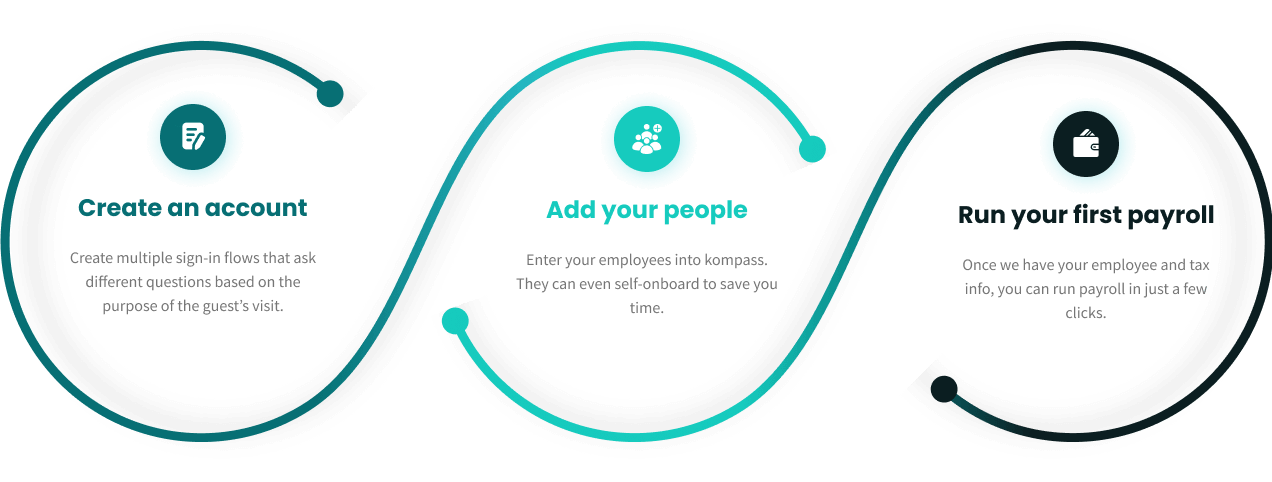 Create an account
Create multiple sign-in flows that ask
different questions based on the
purpose of the guest’s visit.
Add your people
Enter your employees into kompass.
They can even self-onboard to save you
time.
Run your first payroll
Once we have your employee and tax
info, you can run payroll in just a few
clicks.